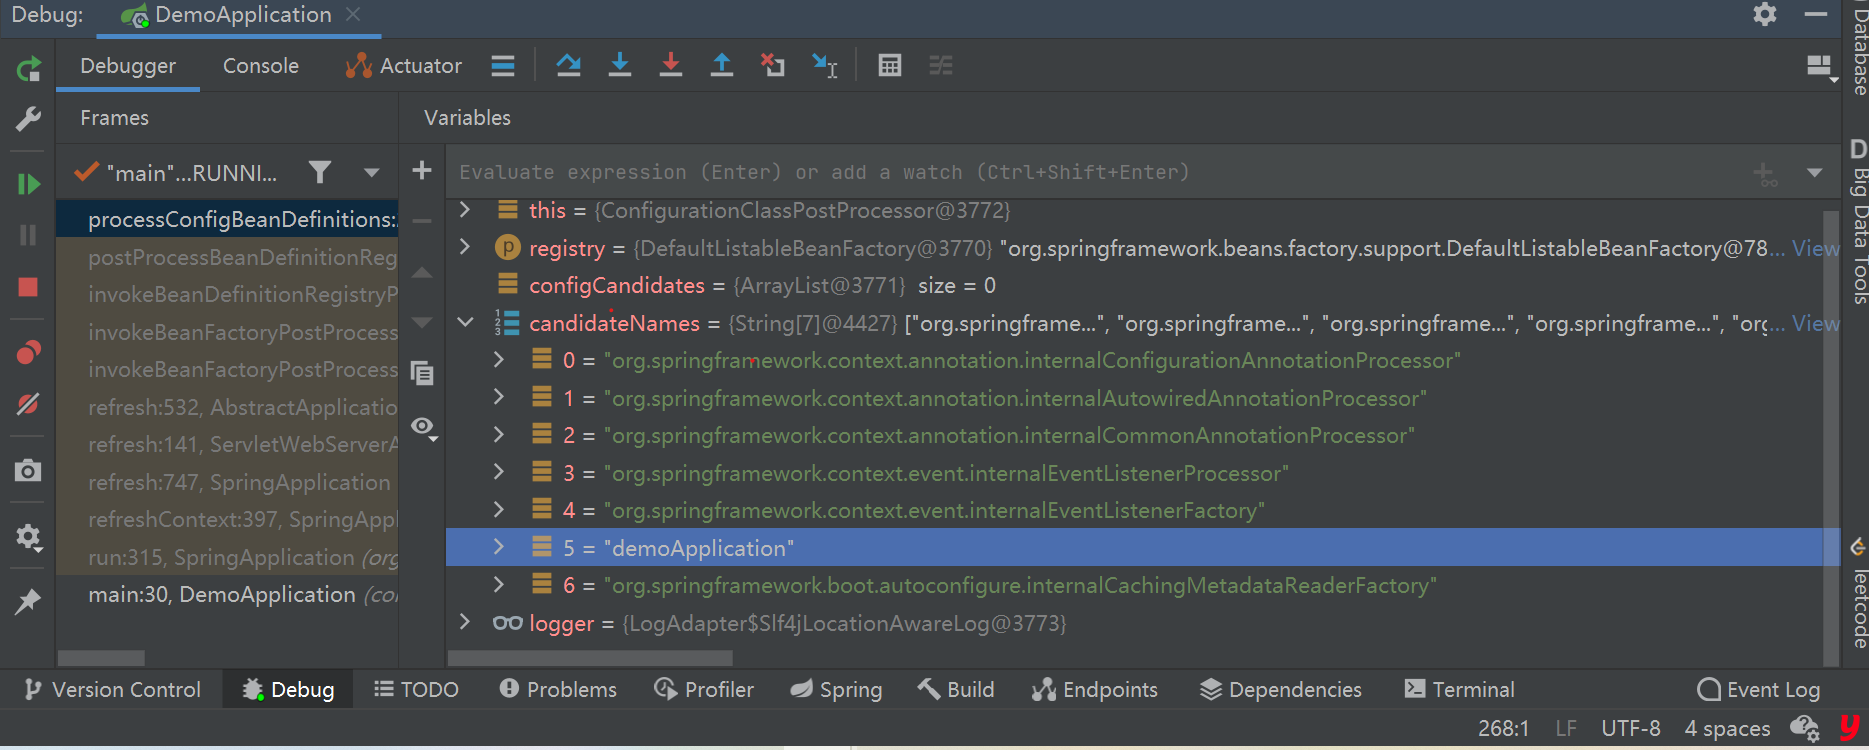 Debug: DemoApplication
Debugger Console Actuator
Frames Variables
"main"...RUNNI... Evaluate expression (Enter) or add a watch (Ctrl+Shift+Enter)
processConfigBeanDefinitions:
postProcessBeanDefinitionReg
invokeBeanDefinitionRegistryP
invokeBeanFactoryPostProcess
invokeBeanFactoryPostProcess
refresh:532, AbstractApplicatio
refresh:141, ServletWebServerA
refresh:747, SpringApplication
refreshContext:397, SpringAppl
run:315, SpringApplication (org
main:30, DemoApplication (co
this = {ConfigurationClassPostProcessor@3772}
registry = {DefaultListableBeanFactory@3770} "org.springframework.beans.factory.support.DefaultListableBeanFactory@78... View
configCandidates = {ArrayList@3771} size = 0
candidateNames = {String[7]@4427} ["org.springframe...", "org.springframe...", "org.springframe...", "org.springframe...", "org... View
0 = "org.springframework.context.annotation.internalConfigurationAnnotationProcessor"
1 = "org.springframework.context.annotation.internalAutowiredAnnotationProcessor"
2 = "org.springframework.context.annotation.internalCommonAnnotationProcessor"
3 = "org.springframework.context.event.internalEventListenerProcessor"
4 = "org.springframework.context.event.internalEventListenerFactory"
5 = "demoApplication"
6 = "org.springframework.boot.autoconfigure.internalCachingMetadataReaderFactory"
logger = {LogAdapter$Slf4jLocationAwareLog@3773}
Database
D Big Data Tools
leetcode
Version Control Debug TODO Problems Profiler Spring Build Endpoints Dependencies Terminal Event Log
268:1 LF UTF-8 4 spaces